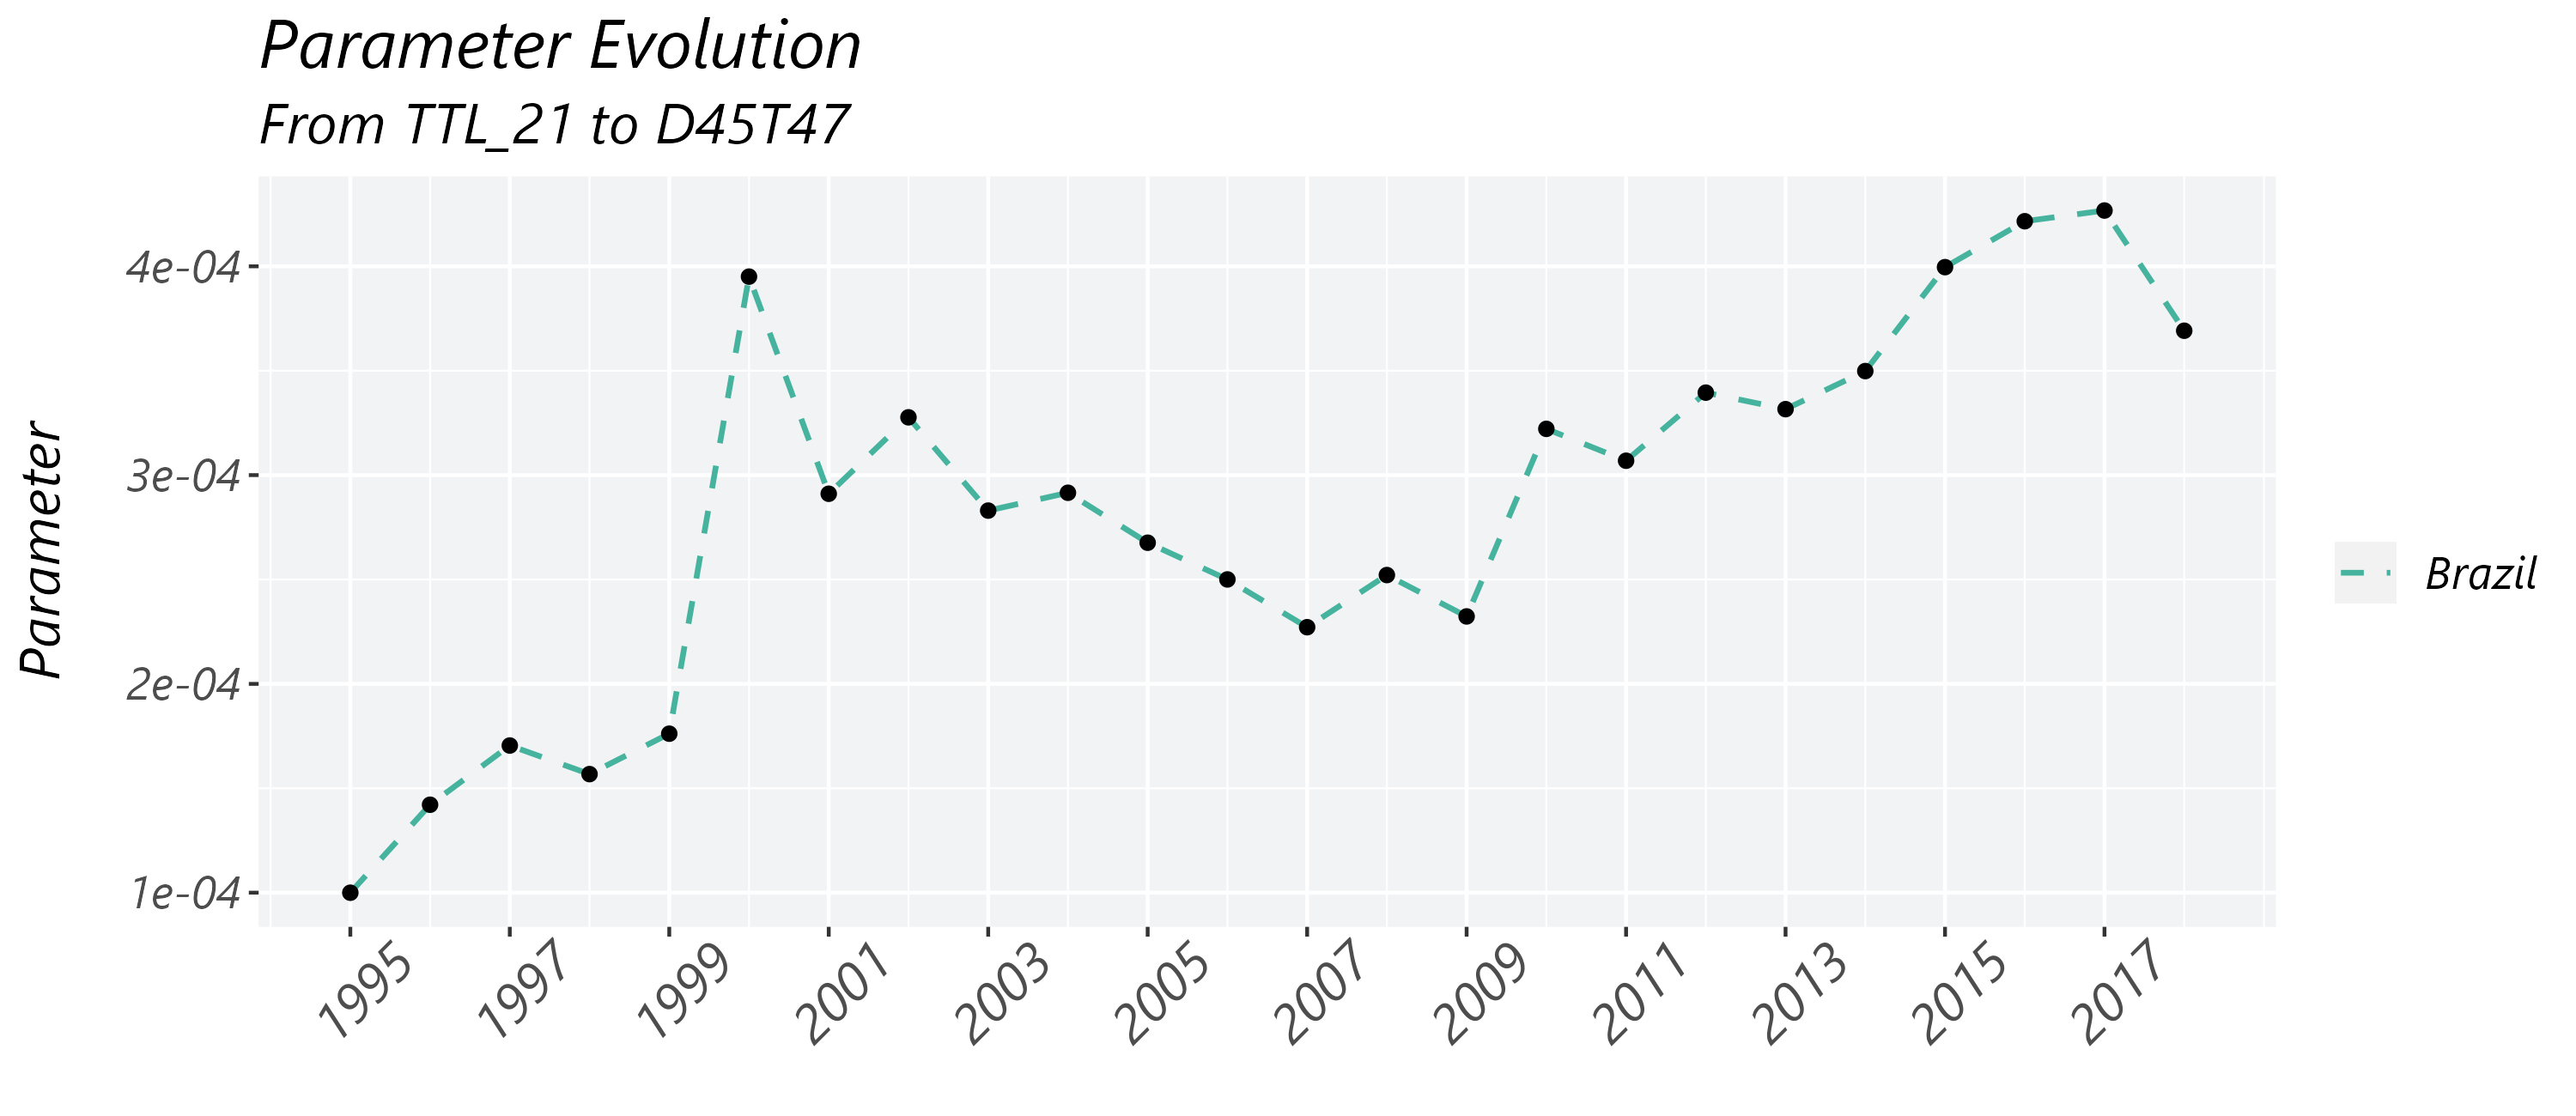 Parameter Evolution
From TTL_21 to D45T47
Parameter
4e-04
3e-04
2e-04
1e-04
1995
1997
1999
2001
2003
2005
2007
2009
2011
2013
2015
2017
Brazil